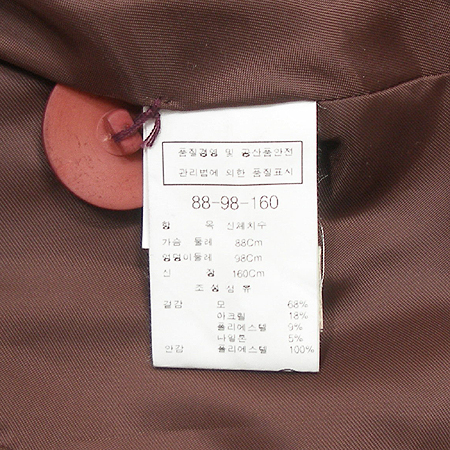 품질경영 및 공산품안전
관리법에 의한 품질표시
88-98-160
항 목 신체치수
가슴 둘레 88Cm
엉덩이둘레 98Cm
신 장 160Cm
조 성 섬 유
겉감 모 68%
아크릴 18%
폴리에스텔 9%
나일론 5%
안감 폴리에스텔 100%